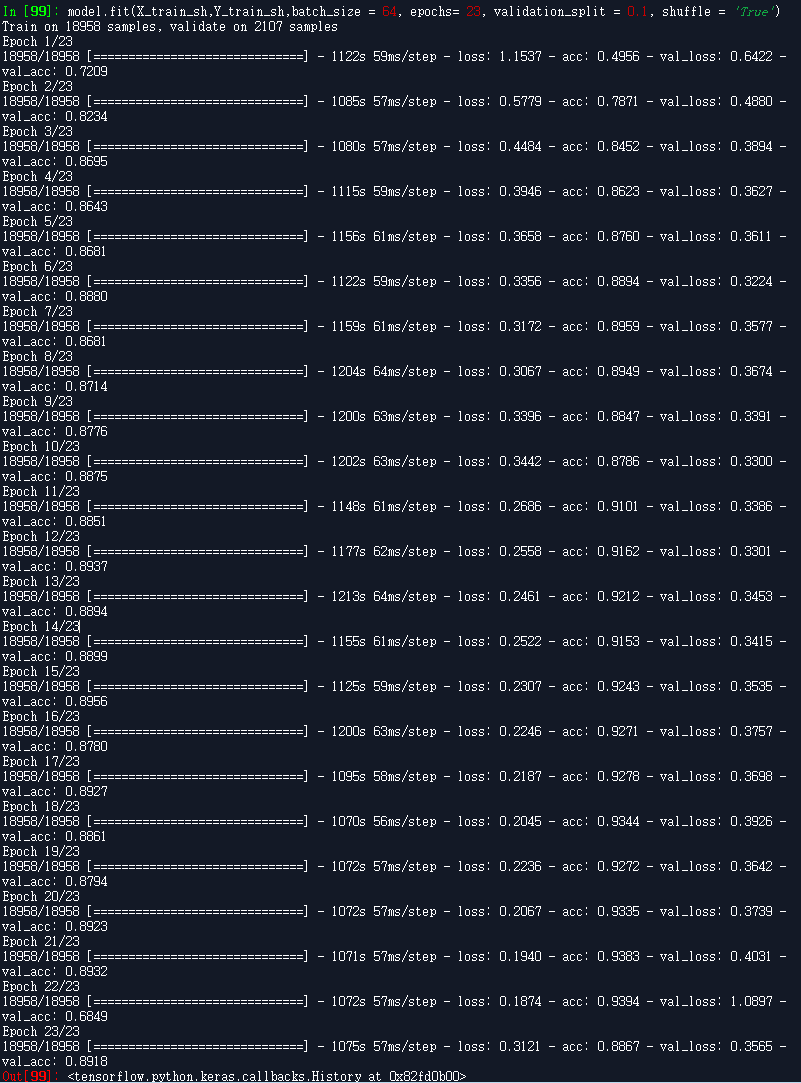 In [99]: model.fit(X_train_sh,Y_train_sh,batch_size = 64, epochs= 23, validation_split = 0.1, shuffle = 'True')
Train on 18958 samples, validate on 2107 samples
Epoch 1/23
18958/18958 [==============================] - 1122s 59ms/step - loss: 1.1537 - acc: 0.4956 - val_loss: 0.6422 -
val_acc: 0.7209
Epoch 2/23
18958/18958 [==============================] - 1085s 57ms/step - loss: 0.5779 - acc: 0.7871 - val_loss: 0.4880 -
val_acc: 0.8234
Epoch 3/23
18958/18958 [==============================] - 1080s 57ms/step - loss: 0.4484 - acc: 0.8452 - val_loss: 0.3894 -
val_acc: 0.8695
Epoch 4/23
18958/18958 [==============================] - 1115s 59ms/step - loss: 0.3946 - acc: 0.8623 - val_loss: 0.3627 -
val_acc: 0.8643
Epoch 5/23
18958/18958 [==============================] - 1156s 61ms/step - loss: 0.3658 - acc: 0.8760 - val_loss: 0.3611 -
val_acc: 0.8681
Epoch 6/23
18958/18958 [==============================] - 1122s 59ms/step - loss: 0.3356 - acc: 0.8894 - val_loss: 0.3224 -
val_acc: 0.8880
Epoch 7/23
18958/18958 [==============================] - 1159s 61ms/step - loss: 0.3172 - acc: 0.8959 - val_loss: 0.3577 -
val_acc: 0.8681
Epoch 8/23
18958/18958 [==============================] - 1204s 64ms/step - loss: 0.3067 - acc: 0.8949 - val_loss: 0.3674 -
val_acc: 0.8714
Epoch 9/23
18958/18958 [==============================] - 1200s 63ms/step - loss: 0.3396 - acc: 0.8847 - val_loss: 0.3391 -
val_acc: 0.8776
Epoch 10/23
18958/18958 [==============================] - 1202s 63ms/step - loss: 0.3442 - acc: 0.8786 - val_loss: 0.3300 -
val_acc: 0.8875
Epoch 11/23
18958/18958 [==============================] - 1148s 61ms/step - loss: 0.2686 - acc: 0.9101 - val_loss: 0.3386 -
val_acc: 0.8851
Epoch 12/23
18958/18958 [==============================] - 1177s 62ms/step - loss: 0.2558 - acc: 0.9162 - val_loss: 0.3301 -
val_acc: 0.8937
Epoch 13/23
18958/18958 [==============================] - 1213s 64ms/step - loss: 0.2461 - acc: 0.9212 - val_loss: 0.3453 -
val_acc: 0.8894
Epoch 14/23
18958/18958 [==============================] - 1155s 61ms/step - loss: 0.2522 - acc: 0.9153 - val_loss: 0.3415 -
val_acc: 0.8899
Epoch 15/23
18958/18958 [==============================] - 1125s 59ms/step - loss: 0.2307 - acc: 0.9243 - val_loss: 0.3535 -
val_acc: 0.8956
Epoch 16/23
18958/18958 [==============================] - 1200s 63ms/step - loss: 0.2246 - acc: 0.9271 - val_loss: 0.3757 -
val_acc: 0.8780
Epoch 17/23
18958/18958 [==============================] - 1095s 58ms/step - loss: 0.2187 - acc: 0.9278 - val_loss: 0.3698 -
val_acc: 0.8927
Epoch 18/23
18958/18958 [==============================] - 1070s 56ms/step - loss: 0.2045 - acc: 0.9344 - val_loss: 0.3926 -
val_acc: 0.8861
Epoch 19/23
18958/18958 [==============================] - 1072s 57ms/step - loss: 0.2236 - acc: 0.9272 - val_loss: 0.3642 -
val_acc: 0.8794
Epoch 20/23
18958/18958 [==============================] - 1072s 57ms/step - loss: 0.2067 - acc: 0.9335 - val_loss: 0.3739 -
val_acc: 0.8923
Epoch 21/23
18958/18958 [==============================] - 1071s 57ms/step - loss: 0.1940 - acc: 0.9383 - val_loss: 0.4031 -
val_acc: 0.8932
Epoch 22/23
18958/18958 [==============================] - 1072s 57ms/step - loss: 0.1874 - acc: 0.9394 - val_loss: 1.0897 -
val_acc: 0.6849
Epoch 23/23
18958/18958 [==============================] - 1075s 57ms/step - loss: 0.3121 - acc: 0.8867 - val_loss: 0.3565 -
val_acc: 0.8918
Out[99]: <tensorflow.python.keras.callbacks.History at 0x82fd0b00>